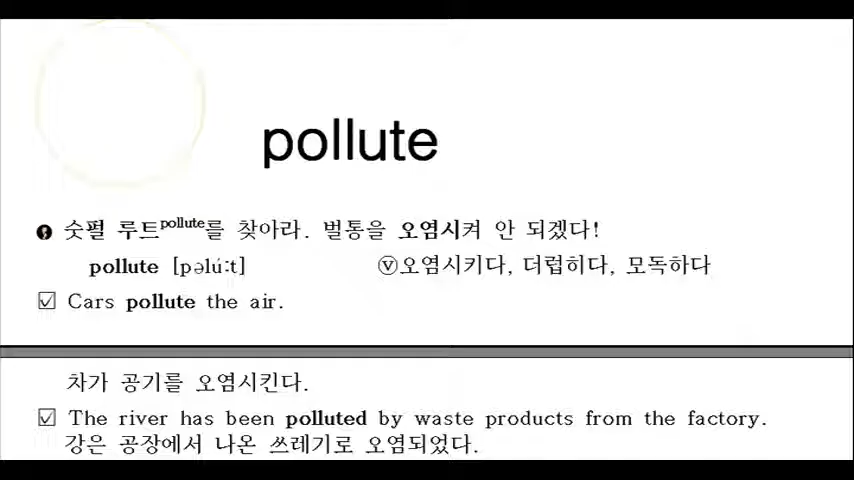 pollute
숫펄 루트pollute를 찾아라. 벌통을 오염시켜 안 되겠다!
pollute [pəlúːt] ⓥ오염시키다, 더럽히다, 모독하다
☑ Cars pollute the air.
차가 공기를 오염시킨다.
☑ The river has been polluted by waste products from the factory.
강은 공장에서 나온 쓰레기로 오염되었다.